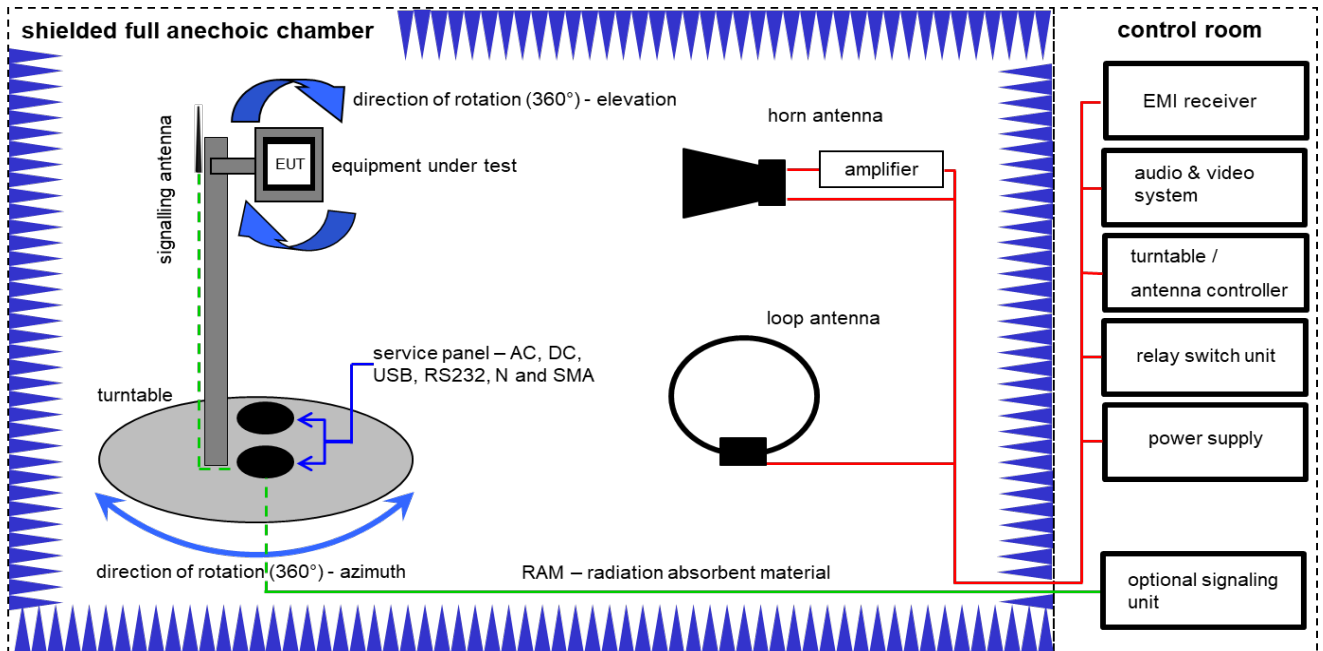 shielded full anechoic chamber
control room
direction of rotation (360°) - elevation
signalling antenna
EUT
equipment under test
horn antenna
amplifier
EMI receiver
audio & video
system
turntable /
antenna controller
loop antenna
relay switch unit
service panel – AC, DC,
USB, RS232, N and SMA
turntable
power supply
direction of rotation (360°) - azimuth
RAM – radiation absorbent material
optional signaling
unit